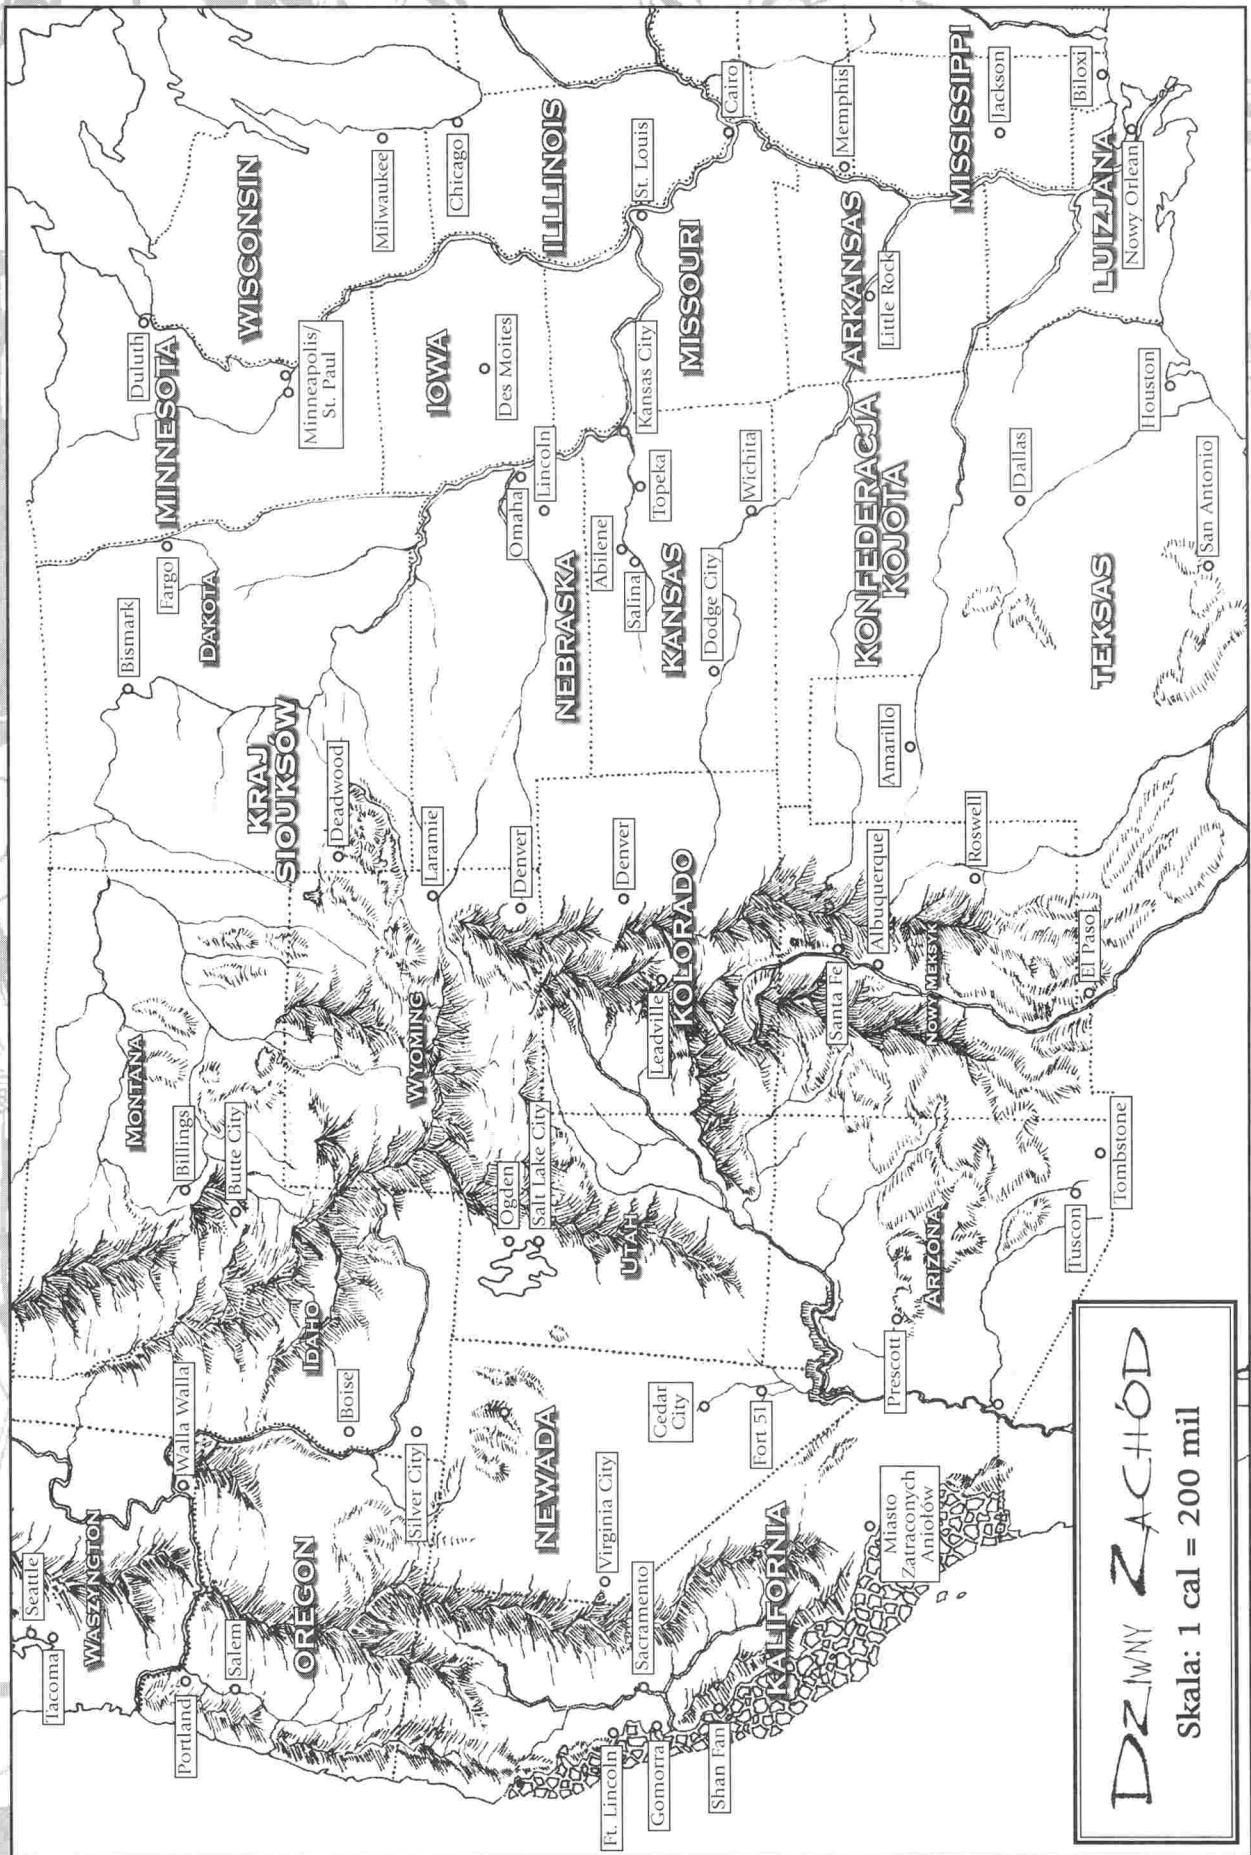 Seattle
Tacoma
WASZYNGTON
Walla Walla
Portland
Salem
OREGON
Boise
Silver City
IDAHO
Billings
Butte City
MONTANA
Bismark
Fargo
DAKOTA
MINNESOTA
Duluth
Minneapolis/
St. Paul
WISCONSIN
Milwaukee
Chicago
KRAJ
SIOUKSÓW
Deadwood
WYOMING
Laramie
IOWA
Des Moites
Omaha
Lincoln
NEBRASKA
ILLLINOIS
St. Louis
Cairo
Ogden
Salt Lake City
UTAH
NEWADA
Virginia City
Cedar
City
Fort 51
Denver
Denver
Leadville
KOLORADO
Abilene
Salina
Topeka
KANSAS
Kansas City
Dodge City
Wichita
MISSOURI
Memphis
Sacramento
Ft. Lincoln
Gomorra
Shan Fan
KALIFORNIA
Miasto
Zatraconych
Aniołów
Prescott
ARIZONA
Tuscon
Tombstone
Santa Fe
Albuquerque
NOWY MEKSYK
Roswell
El Paso
Amarillo
KONFEDERACJA
KOJOTA
ARKANSAS
Little Rock
MISSISSIPPI
Jackson
Biloxi
LUIZJANA
Nowy Orlean
Dallas
TEKSAS
Houston
San Antonio
DZIWNY ZACHÓD
Skala: 1 cal = 200 mil